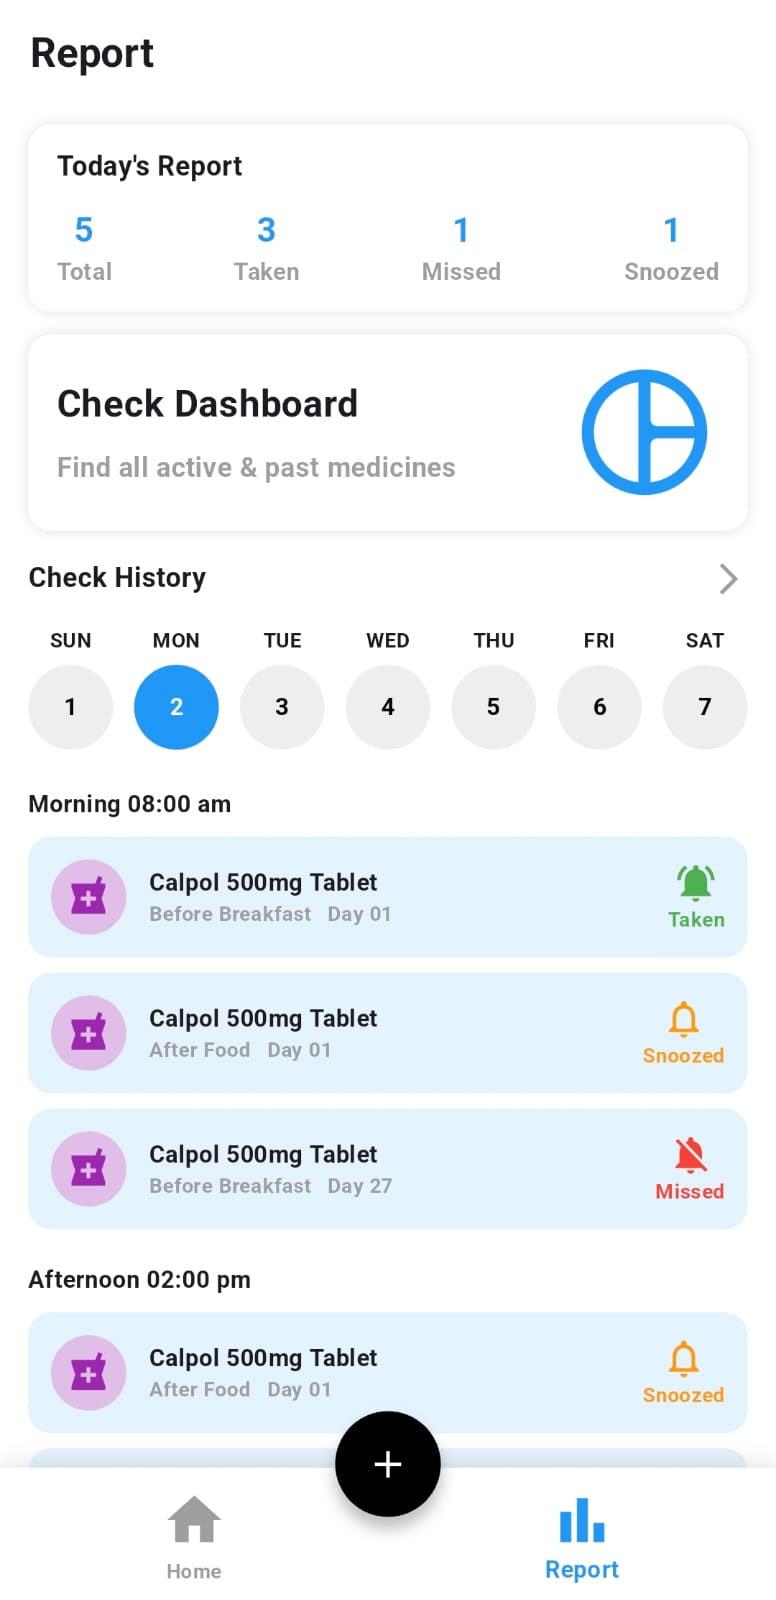 Report
Today's Report
5 3 1 1
Total Taken Missed Snoozed
Check Dashboard
Find all active & past medicines
Check History
SUN MON TUE WED THU FRI SAT
1 2 3 4 5 6 7
Morning 08:00 am
Calpol 500mg Tablet
Before Breakfast Day 01
Taken
Calpol 500mg Tablet
After Food Day 01
Snoozed
Calpol 500mg Tablet
Before Breakfast Day 27
Missed
Afternoon 02:00 pm
Calpol 500mg Tablet
After Food Day 01
Snoozed
Home Report